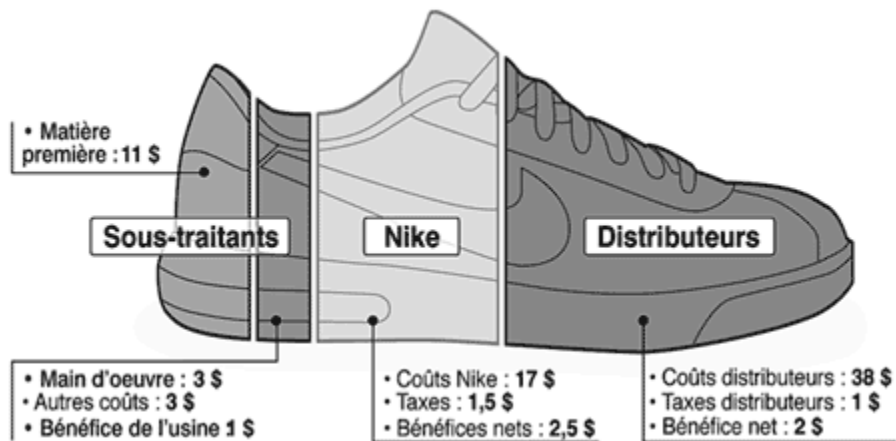 • Matière
première : 11 $
Sous-traitants
Nike
Distributeurs
• Main d'oeuvre : 3 $
• Autres coûts : 3 $
• Bénéfice de l'usine 1 $
• Coûts Nike : 17 $
• Taxes : 1,5 $
• Bénéfices nets : 2,5 $
• Coûts distributeurs : 38 $
• Taxes distributeurs : 1 $
• Bénéfice net : 2 $